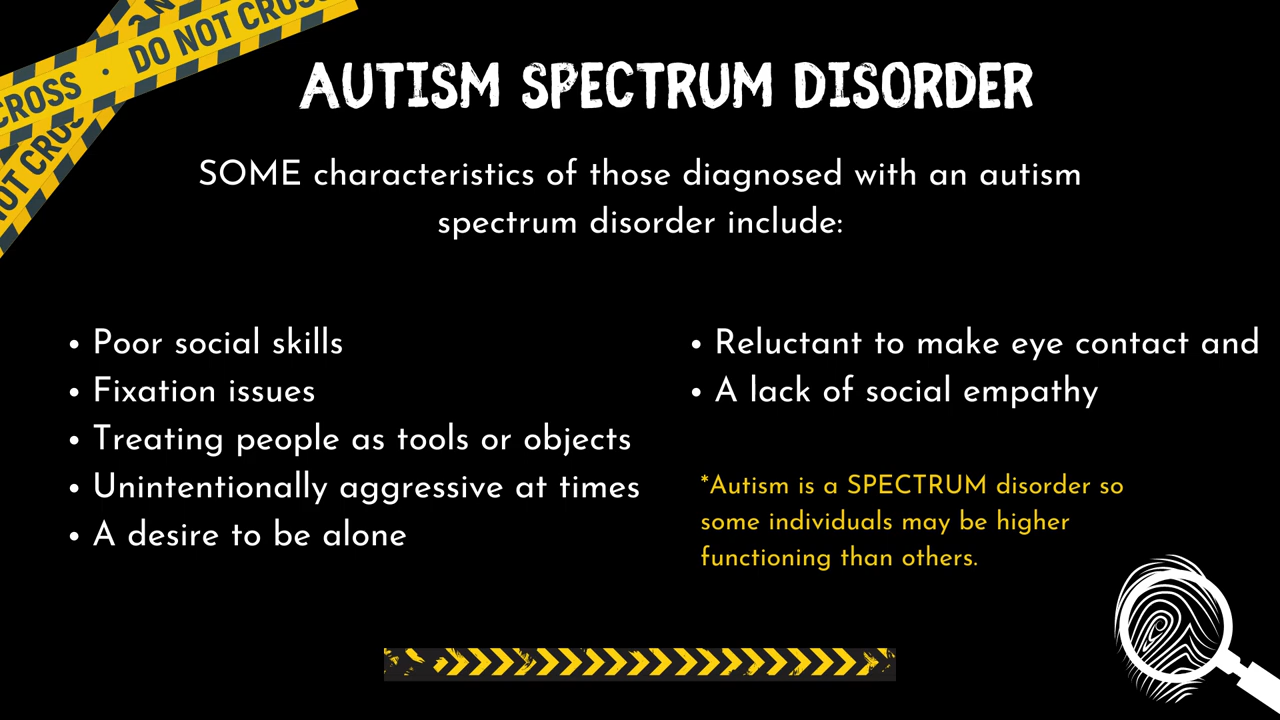 DO NOT CROSS
CROSS
NOT CROSS
AUTISM SPECTRUM DISORDER
SOME characteristics of those diagnosed with an autism
spectrum disorder include:
• Poor social skills
• Fixation issues
• Treating people as tools or objects
• Unintentionally aggressive at times
• A desire to be alone
• Reluctant to make eye contact and
• A lack of social empathy
*Autism is a SPECTRUM disorder so
some individuals may be higher
functioning than others.